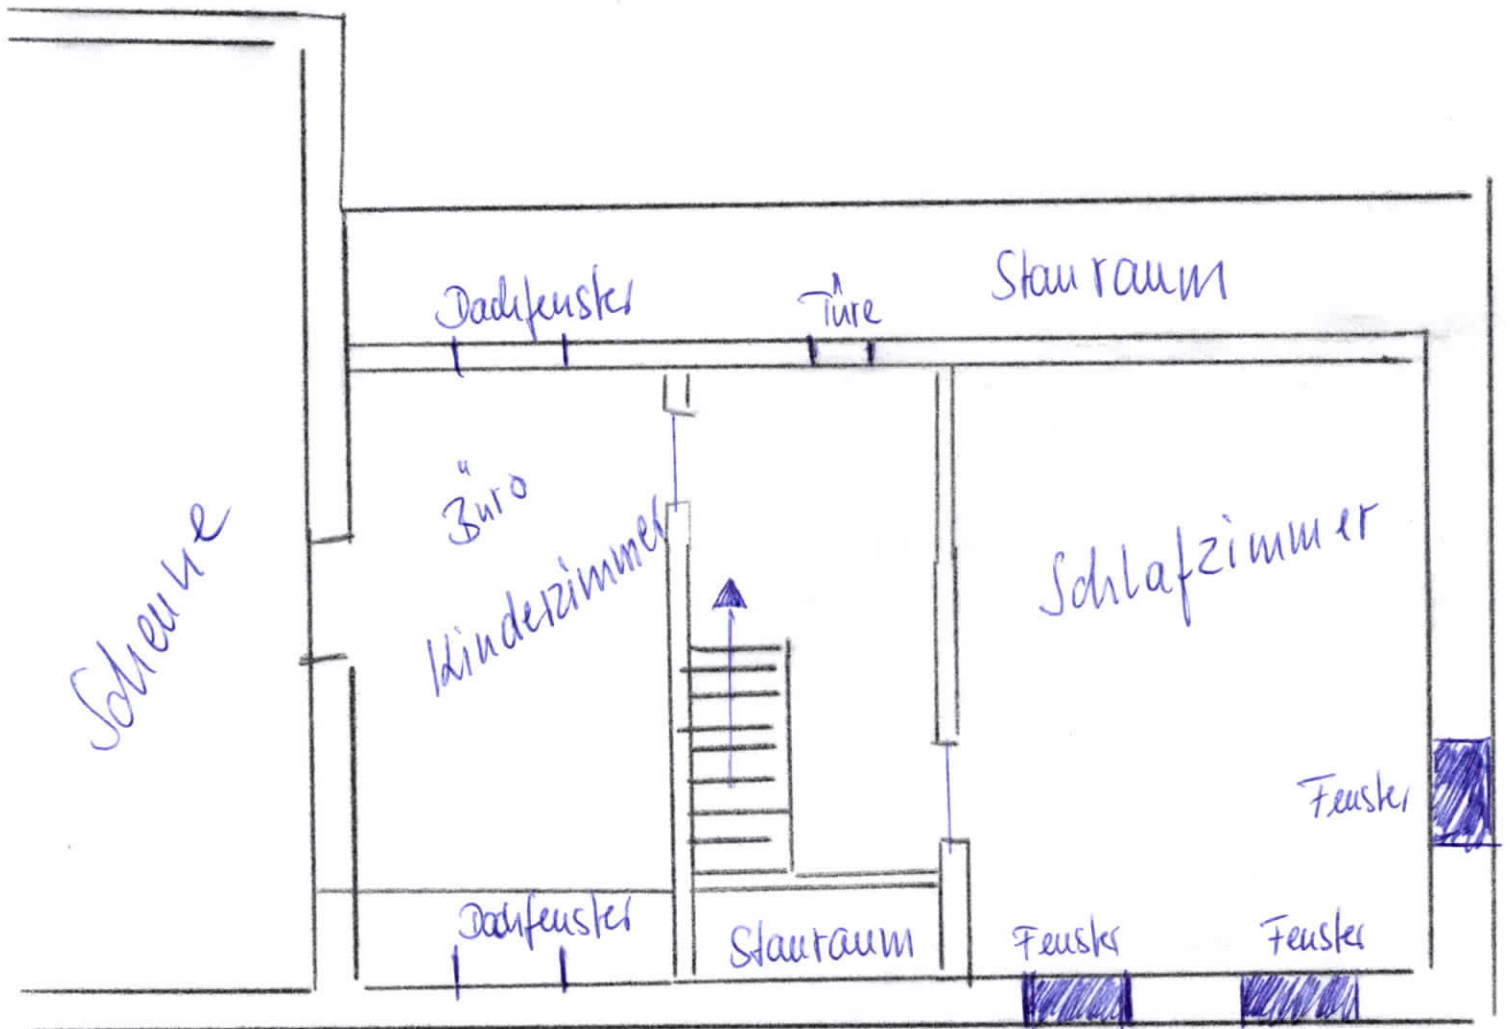 Stauraum
Dachfenster
Türe
Büro
Kinderzimmer
Scheune
Schlafzimmer
Fenster
Dachfenster
Stauraum
Fenster
Fenster